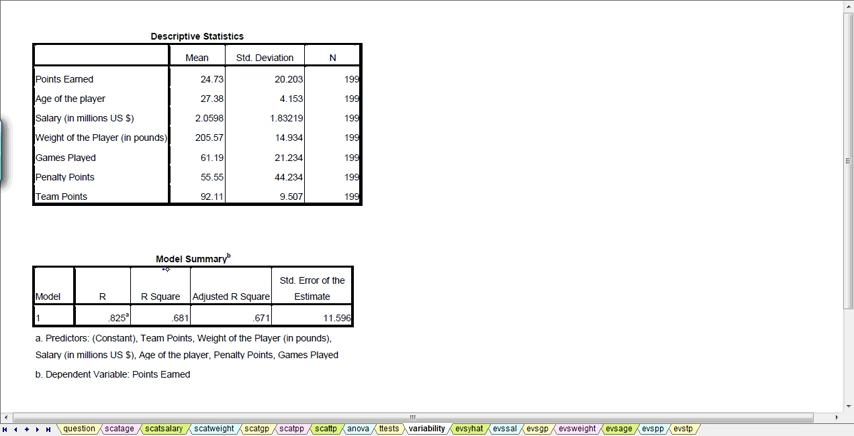 Descriptive Statistics
Mean Std. Deviation N
Points Earned 24.73 20.203 199
Age of the player 27.38 4.153 199
Salary (in millions US $) 2.0598 1.83219 199
Weight of the Player (in pounds) 205.57 14.934 199
Games Played 61.19 21.234 199
Penalty Points 55.55 44.234 199
Team Points 92.11 9.507 199
Model Summaryb
Std. Error of the
Model R R Square Adjusted R Square Estimate
1 .825a .681 .671 11.596
a. Predictors: (Constant), Team Points, Weight of the Player (in pounds),
Salary (in millions US $), Age of the player, Penalty Points, Games Played
b. Dependent Variable: Points Earned
question scatage scatsalary scatweight scatgp scatpp scattp anova ttests variability evsyhat evssal evsgp evsweight evsage evspp evstp